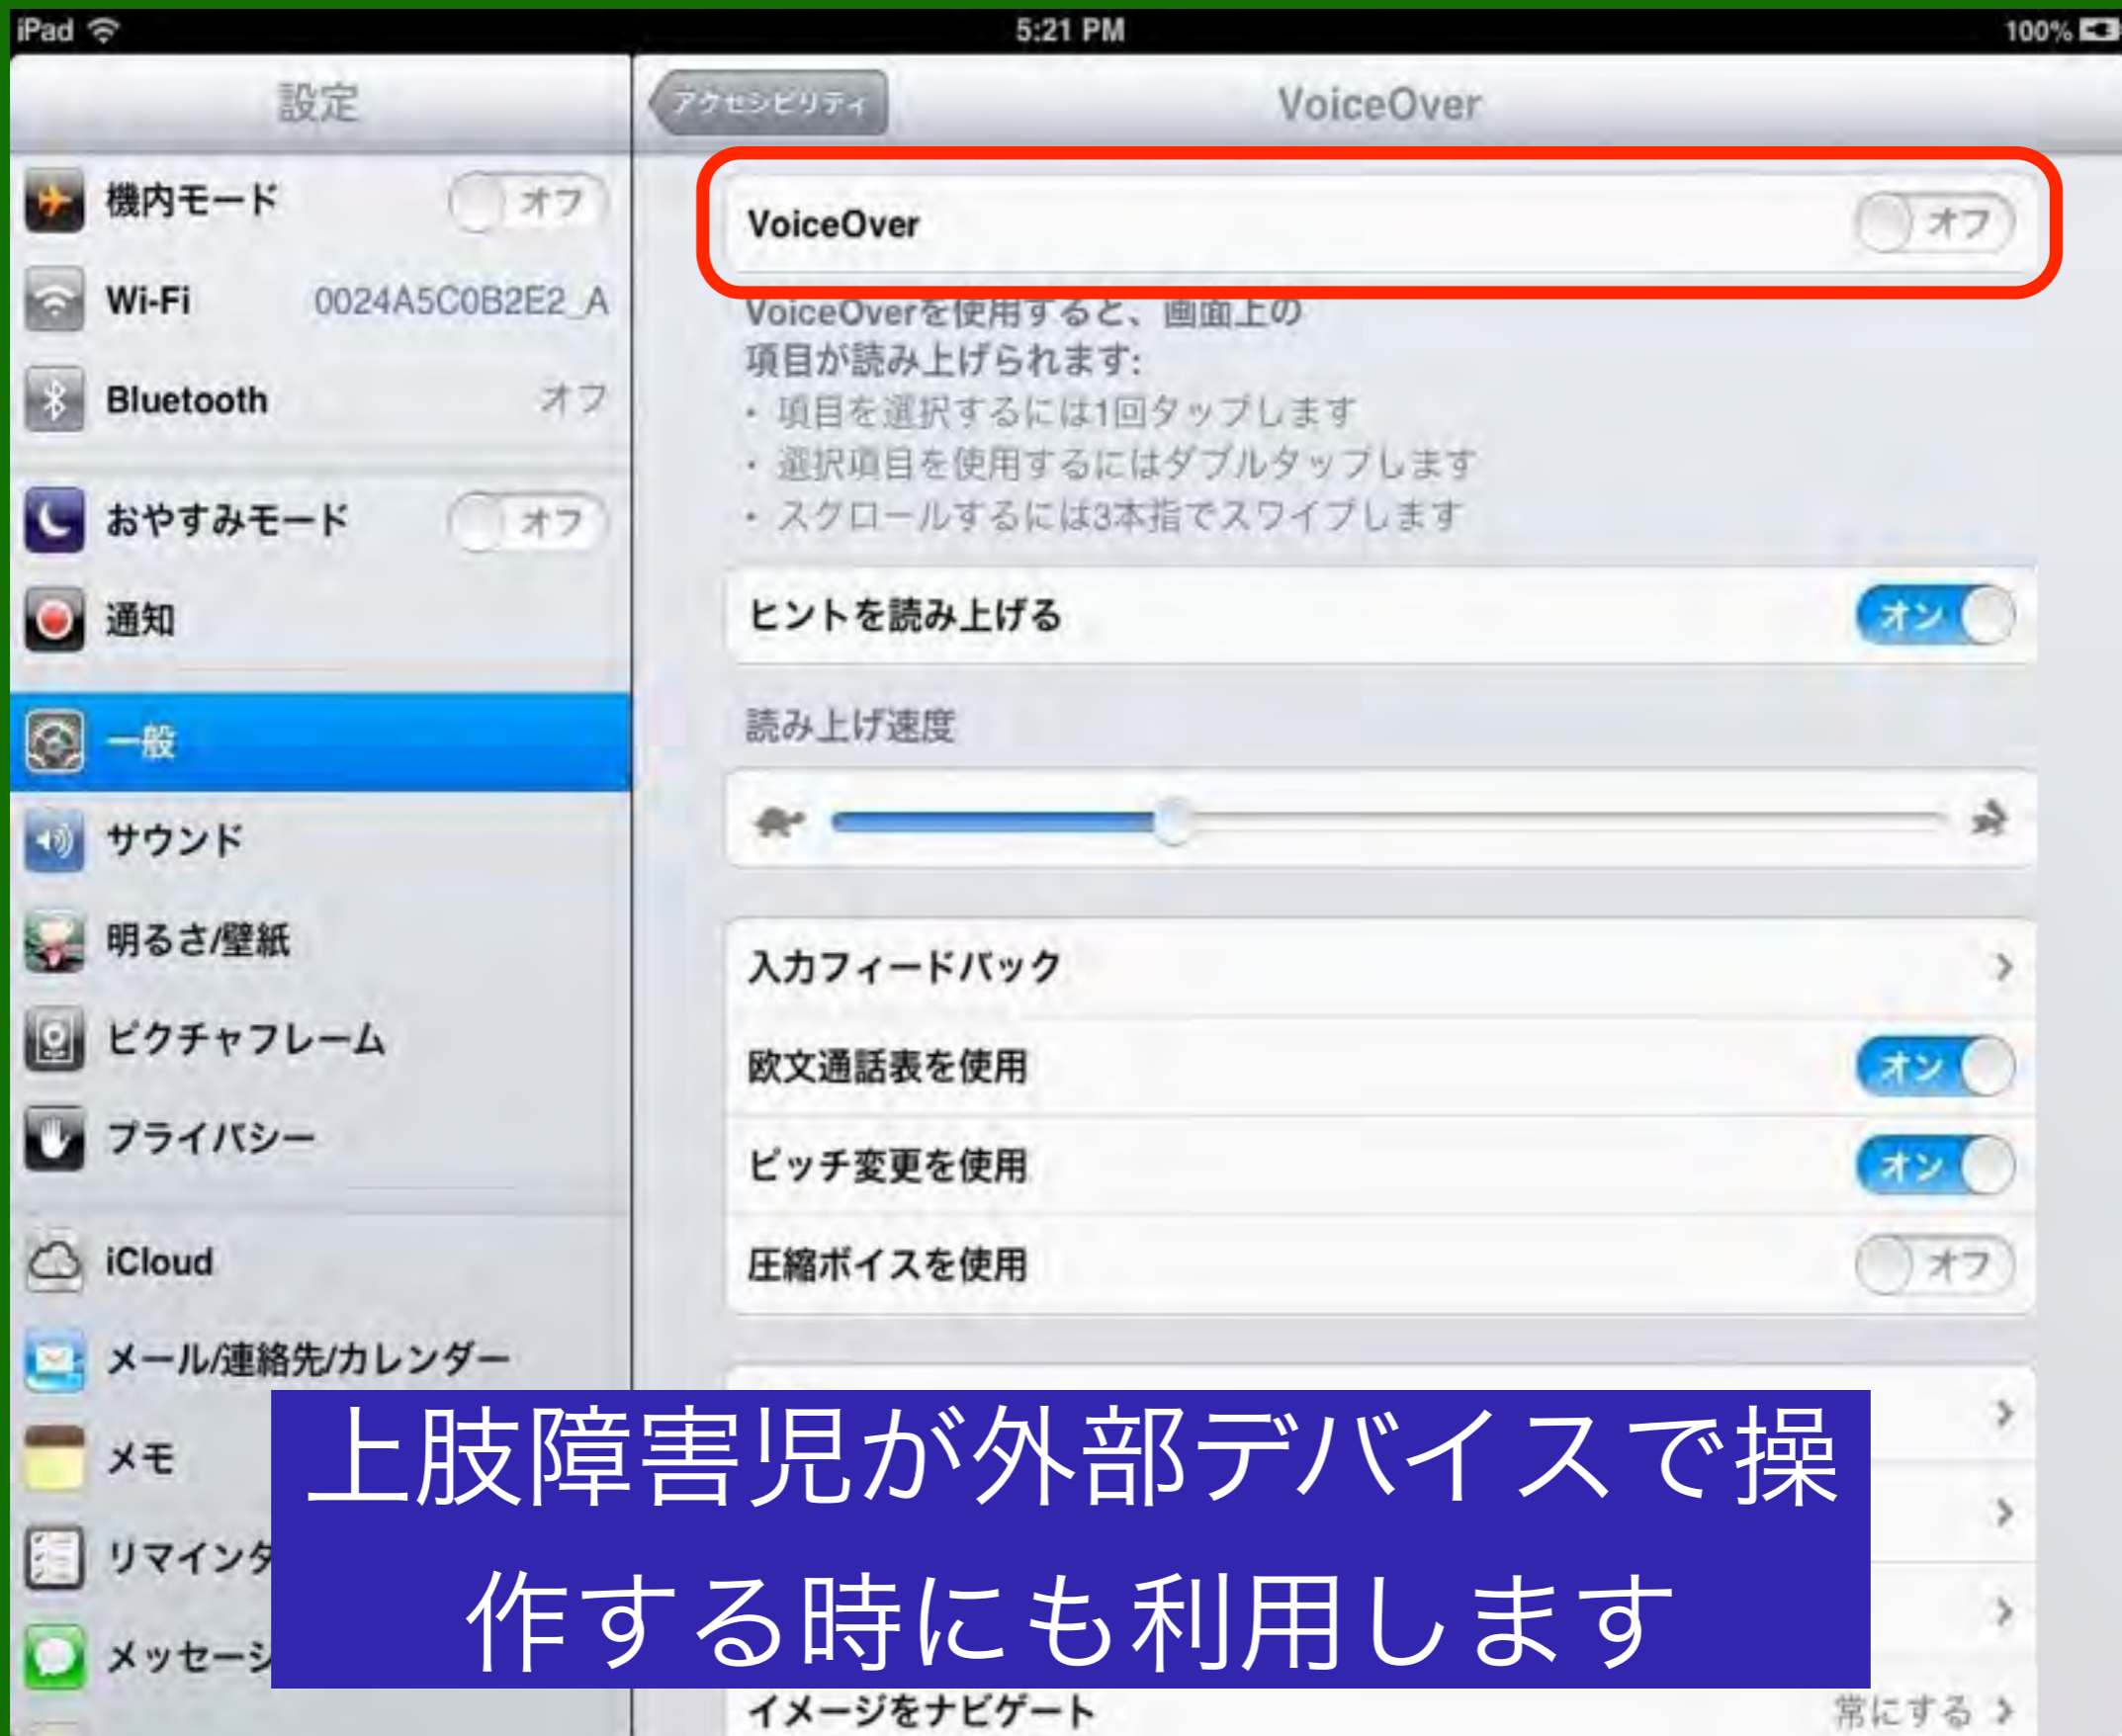 iPad 5:21 PM 100%
設定
機内モード オフ
Wi-Fi 0024A5C0B2E2_A
Bluetooth オフ
おやすみモード オフ
通知
一般
サウンド
明るさ/壁紙
ピクチャフレーム
プライバシー
iCloud
メール/連絡先/カレンダー
メモ
リマインダ
メッセージ
アクセシビリティ VoiceOver
VoiceOver オフ
VoiceOverを使用すると、画面上の
項目が読み上げられます:
・ 項目を選択するには1回タップします
・ 選択項目を使用するにはダブルタップします
・ スクロールするには3本指でスワイプします
ヒントを読み上げる オン
読み上げ速度
入力フィードバック
欧文通話表を使用 オン
ピッチ変更を使用 オン
圧縮ボイスを使用 オフ
上肢障害児が外部デバイスで操
作する時にも利用します
イメージをナビゲート 常にする